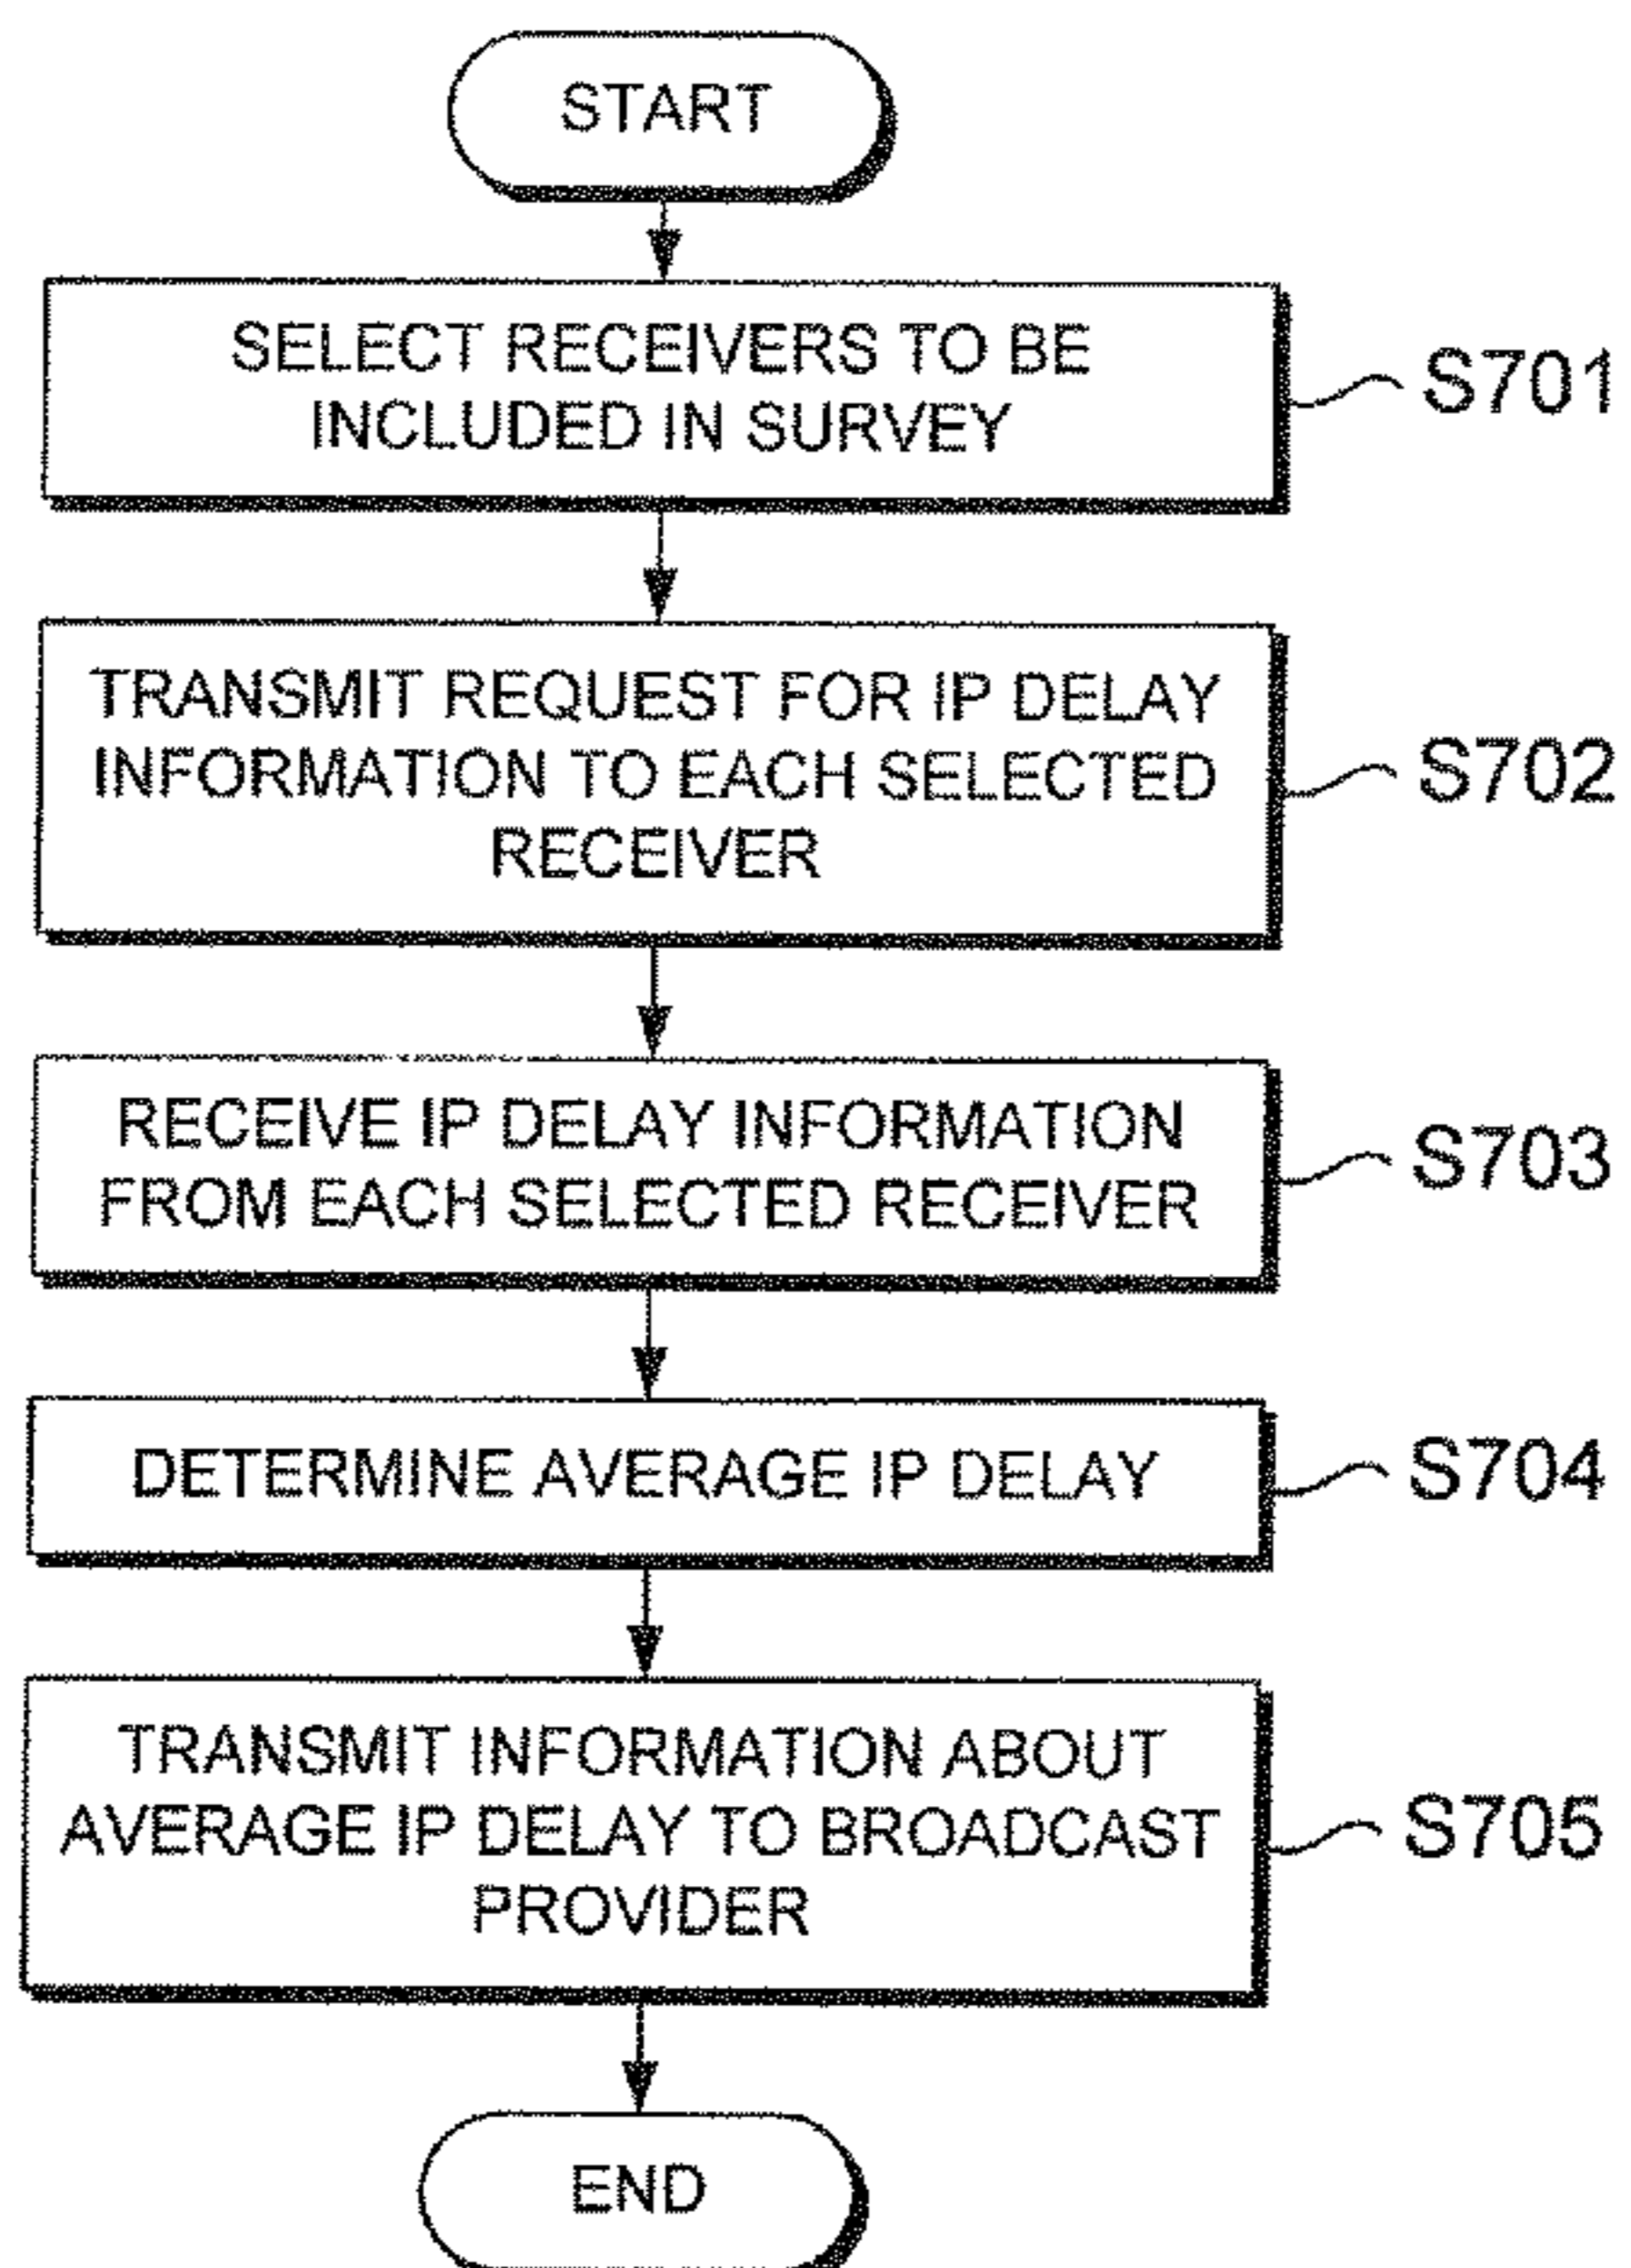 START
SELECT RECEIVERS TO BE
INCLUDED IN SURVEY
S701
TRANSMIT REQUEST FOR IP DELAY
INFORMATION TO EACH SELECTED
RECEIVER
S702
RECEIVE IP DELAY INFORMATION
FROM EACH SELECTED RECEIVER
S703
DETERMINE AVERAGE IP DELAY
S704
TRANSMIT INFORMATION ABOUT
AVERAGE IP DELAY TO BROADCAST
PROVIDER
S705
END